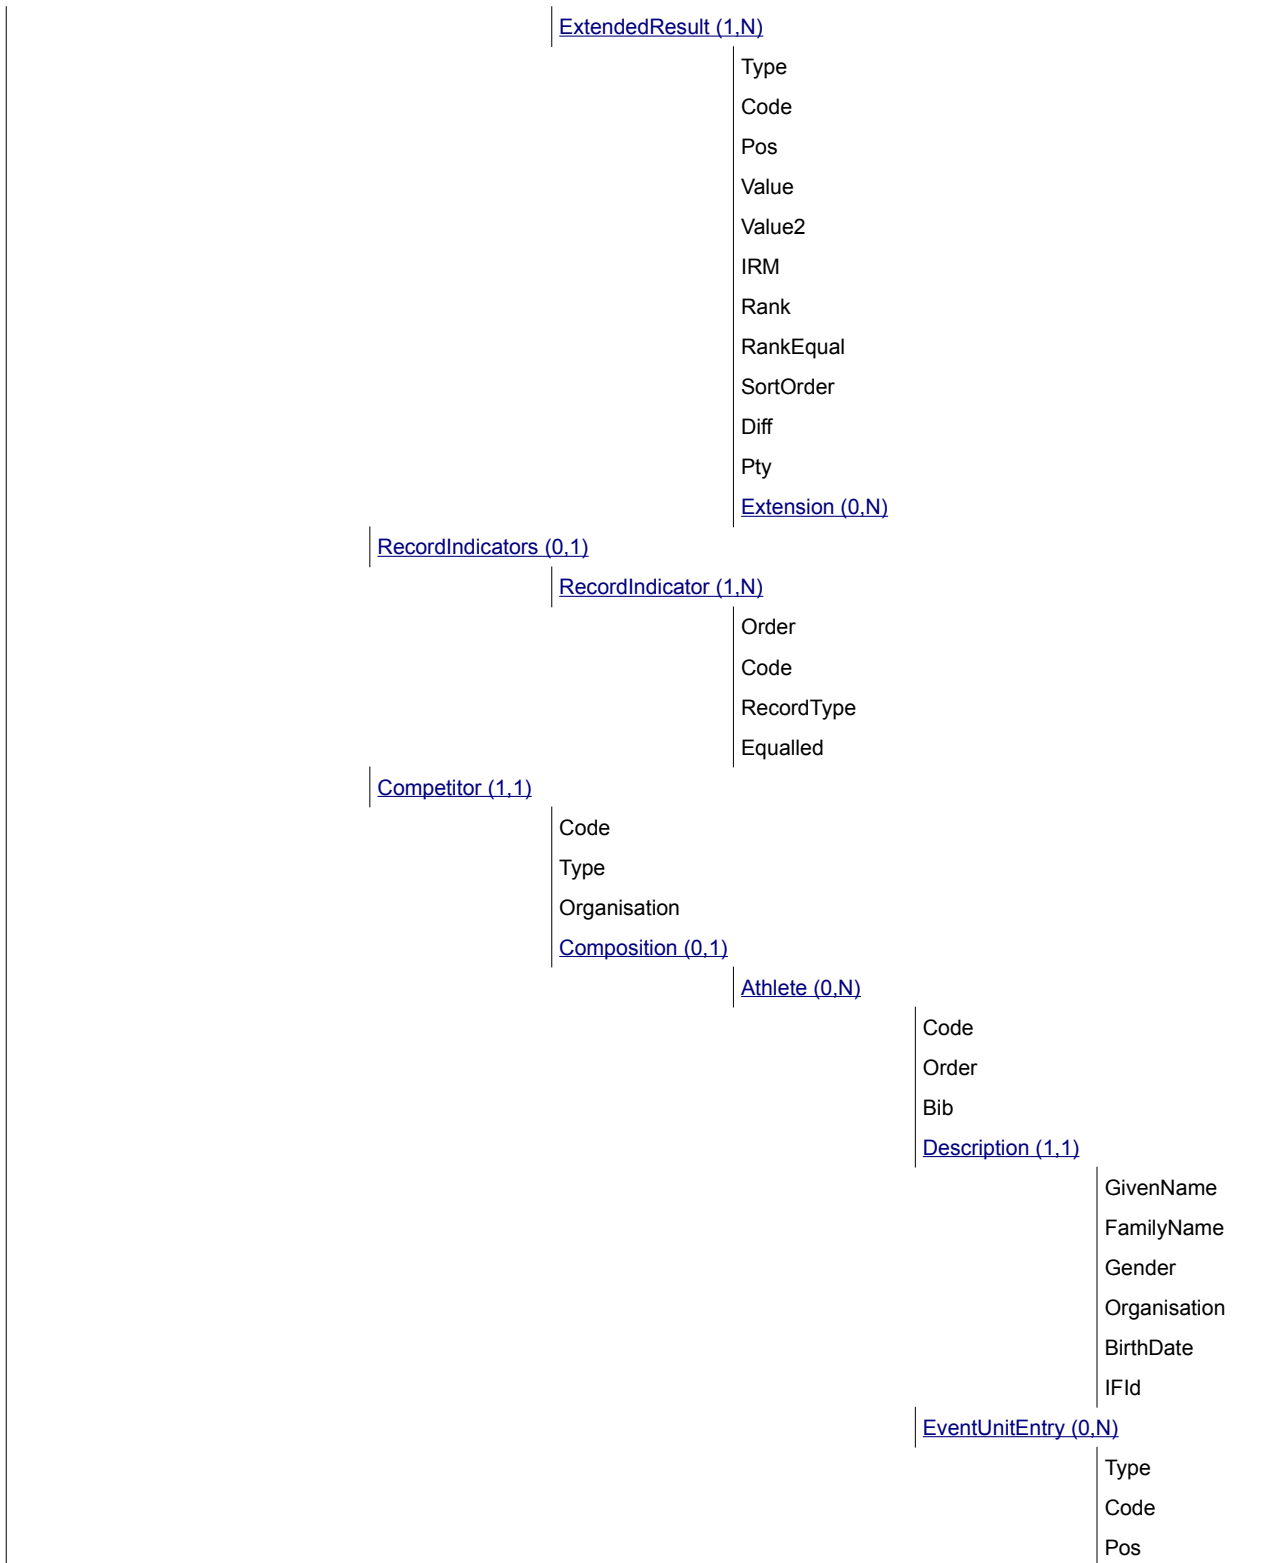 ExtendedResult (1,N)
Type
Code
Pos
Value
Value2
IRM
Rank
RankEqual
SortOrder
Diff
Pty
Extension (0,N)
RecordIndicators (0,1)
RecordIndicator (1,N)
Order
Code
RecordType
Equalled
Competitor (1,1)
Code
Type
Organisation
Composition (0,1)
Athlete (0,N)
Code
Order
Bib
Description (1,1)
GivenName
FamilyName
Gender
Organisation
BirthDate
IFId
EventUnitEntry (0,N)
Type
Code
Pos